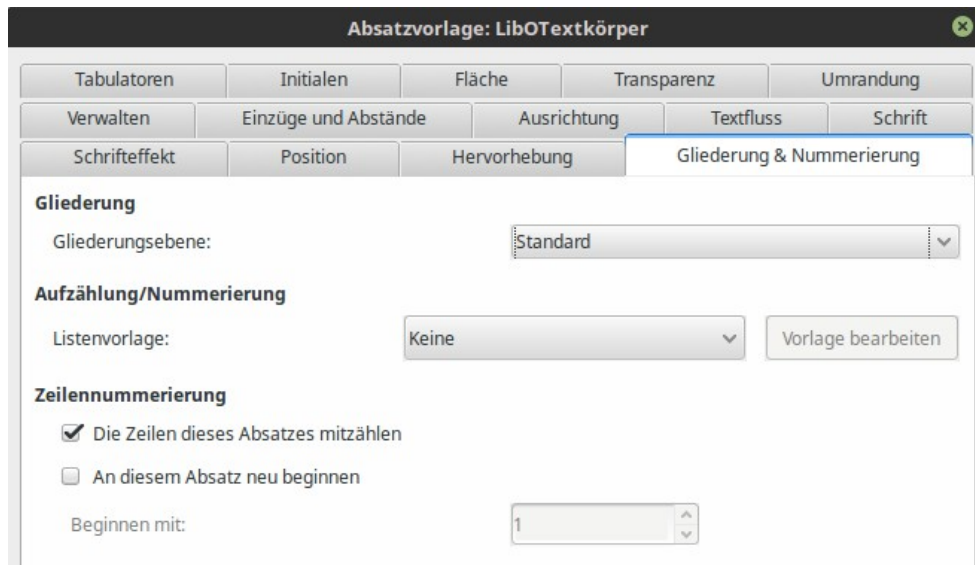 Absatzvorlage: LibOTextkörper
Tabulatoren Initialen Fläche Transparenz Umrandung
Verwalten Einzüge und Abstände Ausrichtung Textfluss Schrift
Schrifteffekt Position Hervorhebung Gliederung & Nummerierung
Gliederung
Gliederungsebene: Standard
Aufzählung/Nummerierung
Listenvorlage: Keine Vorlage bearbeiten
Zeilennummerierung
Die Zeilen dieses Absatzes mitzählen
An diesem Absatz neu beginnen
Beginnen mit: 1